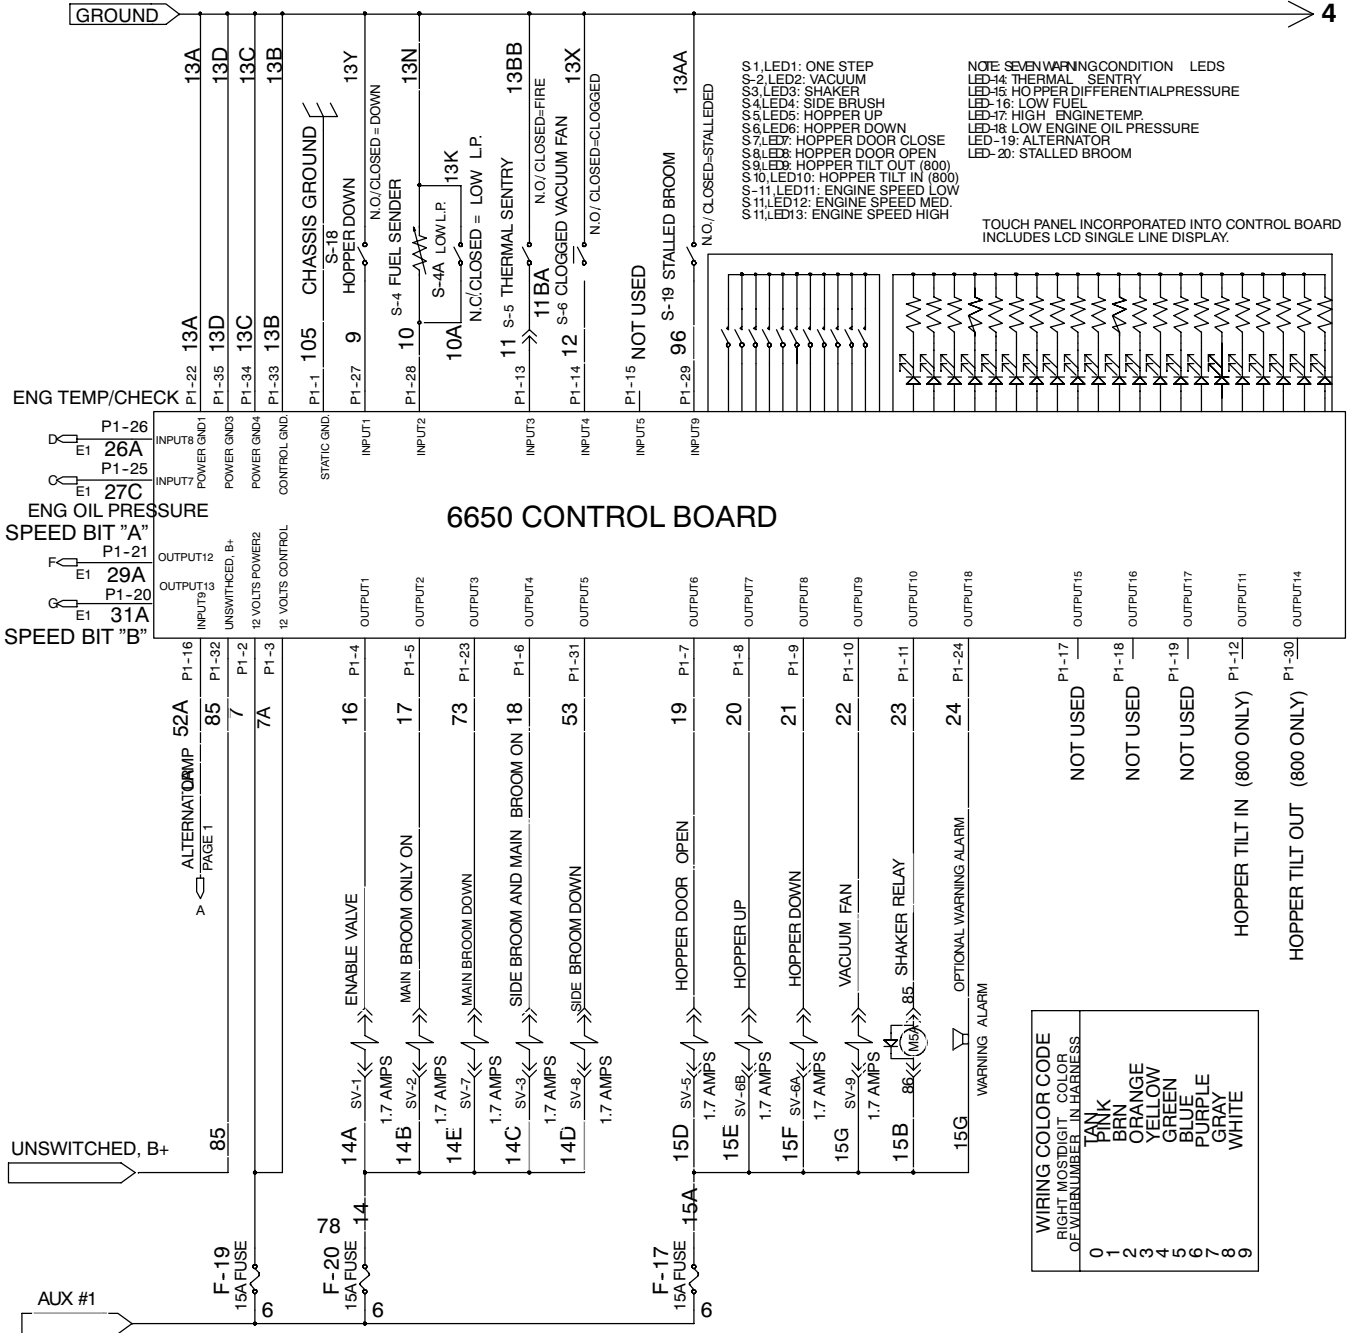 GROUND
4
13A
13D
13C
13B
13Y
13N
13BB
13X
13AA
S1,LED1: ONE STEP
S-2,LED2: VACUUM
S3,LED3: SHAKER
S4,LED4: SIDE BRUSH
S5,LED5: HOPPER UP
S6,LED6: HOPPER DOWN
S7,LED7: HOPPER DOOR CLOSE
S8,LED8: HOPPER DOOR OPEN
S9,LED9: HOPPER TILT OUT (800)
S10,LED10: HOPPER TILT IN (800)
S-11,LED11: ENGINE SPEED LOW
S11,LED12: ENGINE SPEED MED.
S11,LED13: ENGINE SPEED HIGH
NOTE: SEVEN WARNING CONDITION LEDS
LED-14: THERMAL SENTRY
LED-15: HOPPER DIFFERENTIAL PRESSURE
LED-16: LOW FUEL
LED-17: HIGH ENGINE TEMP.
LED-18: LOW ENGINE OIL PRESSURE
LED-19: ALTERNATOR
LED-20: STALLED BROOM
TOUCH PANEL INCORPORATED INTO CONTROL BOARD
INCLUDES LCD SINGLE LINE DISPLAY.
CHASSIS GROUND
S-18
HOPPER DOWN
N.O./CLOSED = DOWN
S-4 FUEL SENDER
S-4A LOW L.P.
13K
N.C/CLOSED = LOW L.P.
S-5 THERMAL SENTRY
N.O./ CLOSED=FIRE
11BA
S-6 CLOGGED VACUUM FAN
N.O./ CLOSED=CLOGGED
NOT USED
S-19 STALLED BROOM
N.O./ CLOSED=STALLEDED
13A
13D
13C
13B
105
9
10
10A
11
12
96
ENG TEMP/CHECK
P1-22
P1-35
P1-34
P1-33
P1-1
P1-27
P1-28
P1-13
P1-14
P1-15
P1-29
D
P1-26
E1
26A
INPUT8
C
P1-25
E1
27C
INPUT7
POWER GND1
POWER GND3
POWER GND4
CONTROL GND.
STATIC GND.
INPUT1
INPUT2
INPUT3
INPUT4
INPUT5
INPUT9
ENG OIL PRESSURE
6650 CONTROL BOARD
SPEED BIT "A"
F
P1-21
E1
29A
OUTPUT12
G
P1-20
E1
31A
OUTPUT13
SPEED BIT "B"
INPUT9
UNSWITHCED, B+
12 VOLTS POWER2
12 VOLTS CONTROL
OUTPUT1
OUTPUT2
OUTPUT3
OUTPUT4
OUTPUT5
OUTPUT6
OUTPUT7
OUTPUT8
OUTPUT9
OUTPUT10
OUTPUT18
OUTPUT15
OUTPUT16
OUTPUT17
OUTPUT11
OUTPUT14
P1-16
P1-32
P1-2
P1-3
P1-4
P1-5
P1-23
P1-6
P1-31
P1-7
P1-8
P1-9
P1-10
P1-11
P1-24
P1-17
P1-18
P1-19
P1-12
P1-30
52A
85
7
7A
16
17
73
18
53
19
20
21
22
23
24
NOT USED
NOT USED
NOT USED
HOPPER TILT IN (800 ONLY)
HOPPER TILT OUT (800 ONLY)
PAGE 1
A
ENABLE VALVE
MAIN BROOM ONLY ON
MAIN BROOM DOWN
SIDE BROOM AND MAIN BROOM ON
SIDE BROOM DOWN
HOPPER DOOR OPEN
HOPPER UP
HOPPER DOWN
VACUUM FAN
SHAKER RELAY
OPTIONAL WARNING ALARM
85
M5A
86
WARNING ALARM
SV-1
1.7 AMPS
SV-2
1.7 AMPS
SV-7
1.7 AMPS
SV-3
1.7 AMPS
SV-8
1.7 AMPS
SV-5
1.7 AMPS
SV-6B
1.7 AMPS
SV-6A
1.7 AMPS
SV-9
1.7 AMPS
85
14A
14B
14E
14C
14D
15D
15E
15F
15G
15B
15G
UNSWITCHED, B+
78
14
15A
F-19
15A FUSE
6
F-20
15A FUSE
6
F-17
15A FUSE
6
AUX #1
WIRING COLOR CODE
RIGHT MOST DIGIT COLOR
OF WIRE NUMBER IN HARNESS
0 TAN
1 PINK
2 BRN
3 ORANGE
4 YELLOW
5 GREEN
6 BLUE
7 PURPLE
8 GRAY
9 WHITE